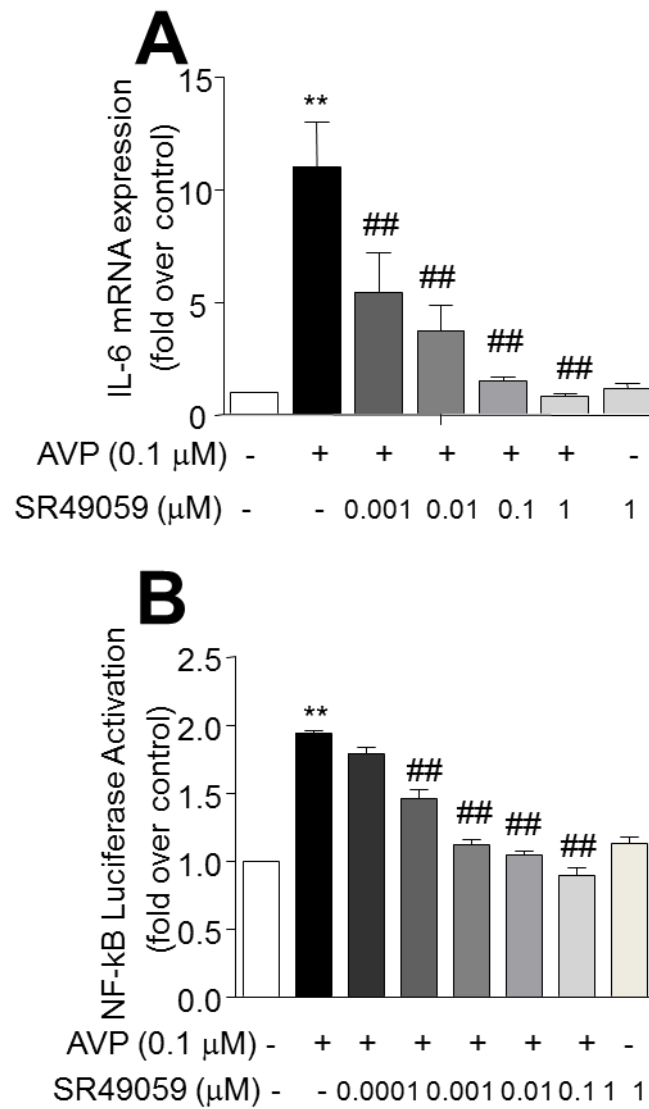 A
IL-6 mRNA expression
(fold over control)
15
10
5
0
**
##
##
##
##
AVP (0.1 μM) - + + + + + -
SR49059 (μM) - - 0.001 0.01 0.1 1 1
B
NF-kB Luciferase Activation
(fold over control)
2.5
2.0
1.5
1.0
0.5
0.0
**
##
##
##
##
AVP (0.1 μM) - + + + + + + -
SR49059 (μM) - - 0.0001 0.001 0.01 0.1 1 1